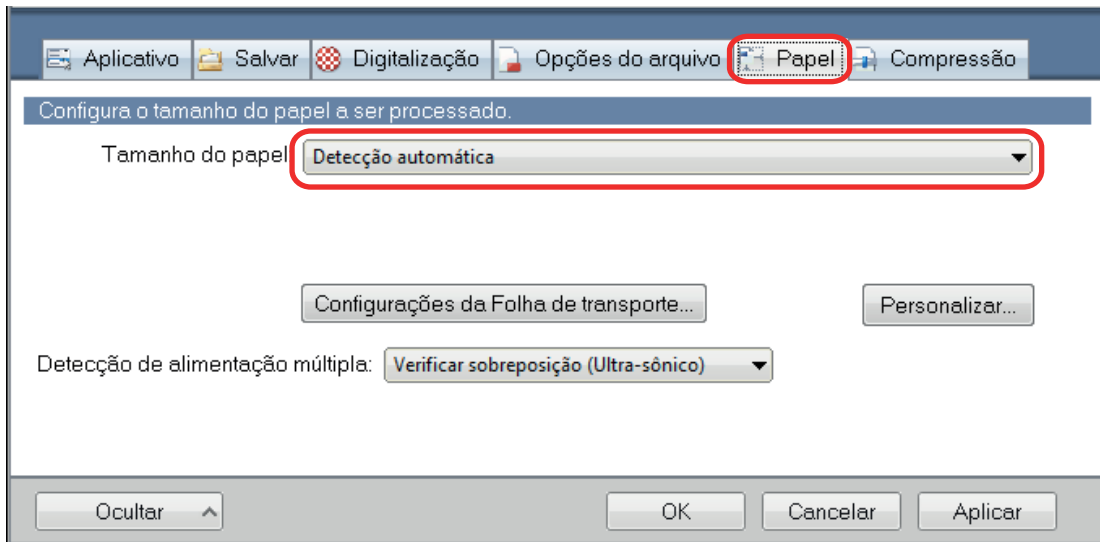 Aplicativo Salvar Digitalização Opções do arquivo Papel Compressão
Configura o tamanho do papel a ser processado.
Tamanho do papel Detecção automática
Configurações da Folha de transporte... Personalizar...
Detecção de alimentação múltipla: Verificar sobreposição (Ultra-sônico)
Ocultar OK Cancelar Aplicar